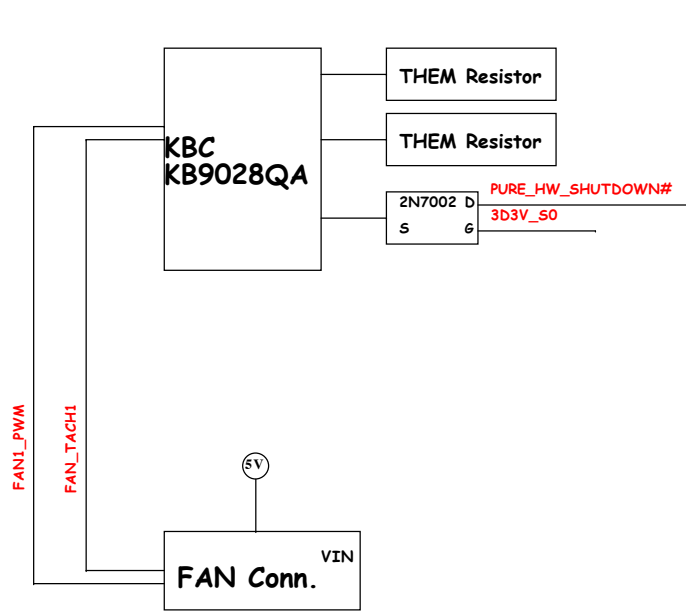 THEM Resistor
THEM Resistor
KBC
KB9028QA
PURE_HW_SHUTDOWN#
2N7002 D
3D3V_S0
S G
FAN1_PWM
FAN_TACH1
5V
VIN
FAN Conn.